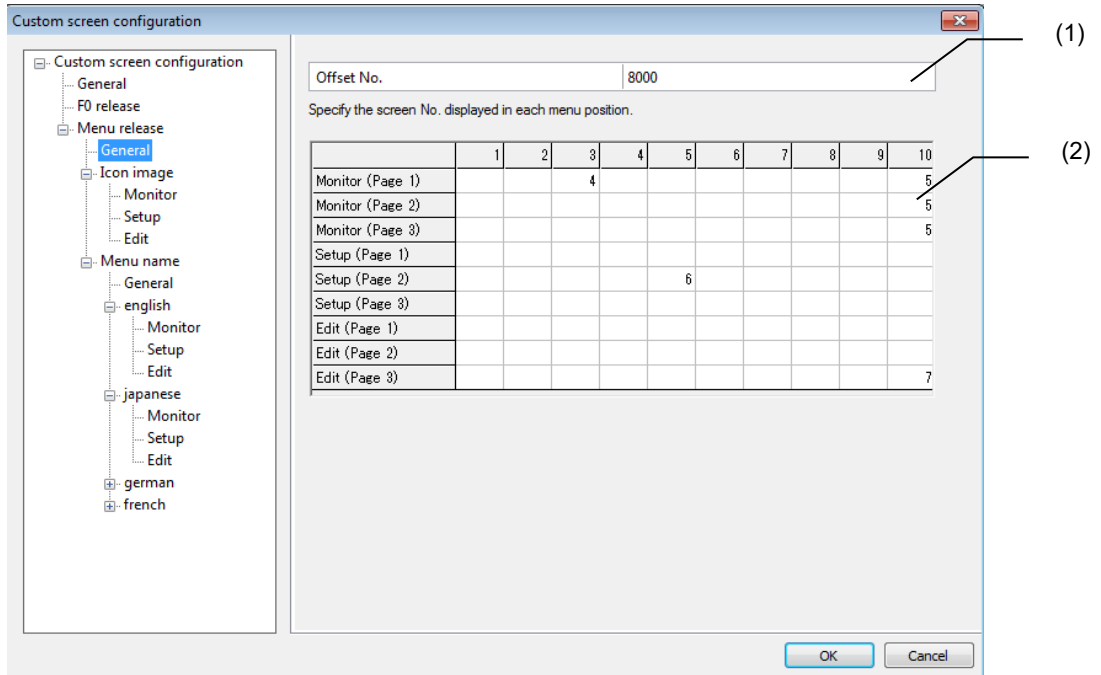 Custom screen configuration
(1)
Custom screen configuration
General
F0 release
Menu release
General
Icon image
Monitor
Setup
Edit
Menu name
General
english
Monitor
Setup
Edit
japanese
Monitor
Setup
Edit
german
french
Offset No. 8000
Specify the screen No. displayed in each menu position.
(2)
1 2 3 4 5 6 7 8 9 10
Monitor (Page 1) 4 5
Monitor (Page 2) 5
Monitor (Page 3) 5
Setup (Page 1)
Setup (Page 2) 6
Setup (Page 3)
Edit (Page 1)
Edit (Page 2)
Edit (Page 3) 7
OK Cancel